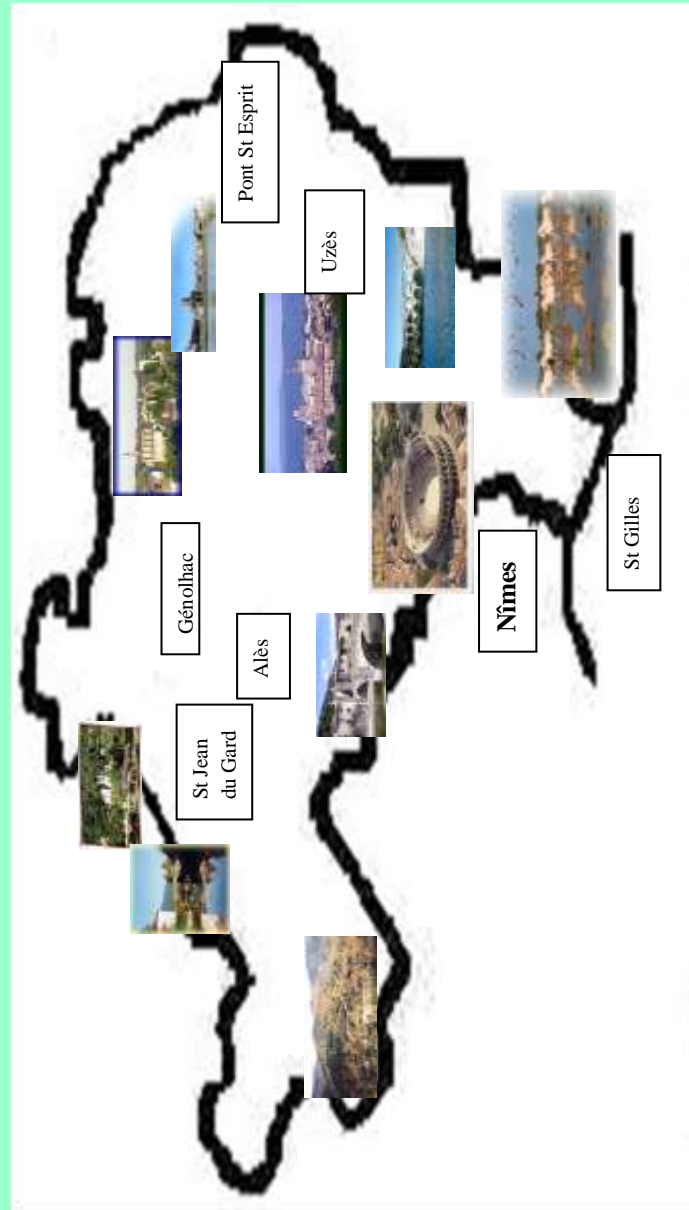 Génolhac
St Jean
du Gard
Pont St Esprit
Alès
Uzès
Nîmes
St Gilles